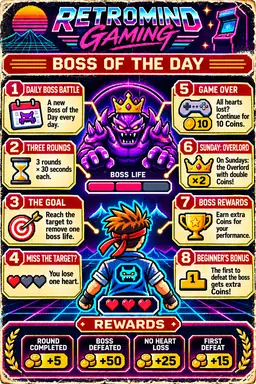 RETROMIND
GAMING
BOSS OF THE DAY
1 DAILY BOSS BATTLE
A new
Boss of the
Day every
day.
2 THREE ROUNDS
3 rounds
× 30 seconds
each.
3 THE GOAL
Reach the
target to
remove one
boss life.
4 MISS THE TARGET?
You lose
one heart.
BOSS LIFE
5 GAME OVER
All hearts
lost?
Continue for
10 Coins.
10
6 SUNDAY: OVERLORD
On Sundays:
the Overlord
with double
Coins!
×2
7 BOSS REWARDS
Earn extra
Coins for
your
performance.
8 BEGINNER'S BONUS
The first to
defeat the boss
gets extra
Coins!
1
REWARDS
ROUND
COMPLETED
+5
BOSS
DEFEATED
+50
NO HEART
LOSS
+25
FIRST
DEFEAT
+15